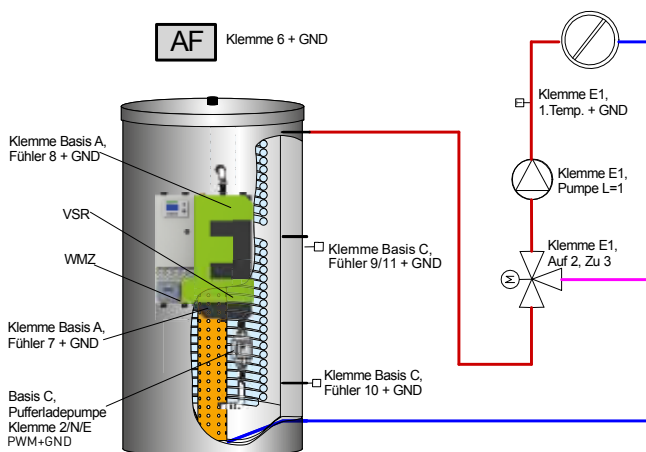 AF
Klemme 6 + GND
Klemme Basis A,
Fühler 8 + GND
VSR
WMZ
Klemme Basis A,
Fühler 7 + GND
Basis C,
Pufferladepumpe
Klemme 2/N/E
PWM+GND
Klemme Basis C,
Fühler 9/11 + GND
Klemme Basis C,
Fühler 10 + GND
Klemme E1,
1.Temp. + GND
Klemme E1,
Pumpe L=1
Klemme E1,
Auf 2, Zu 3
M